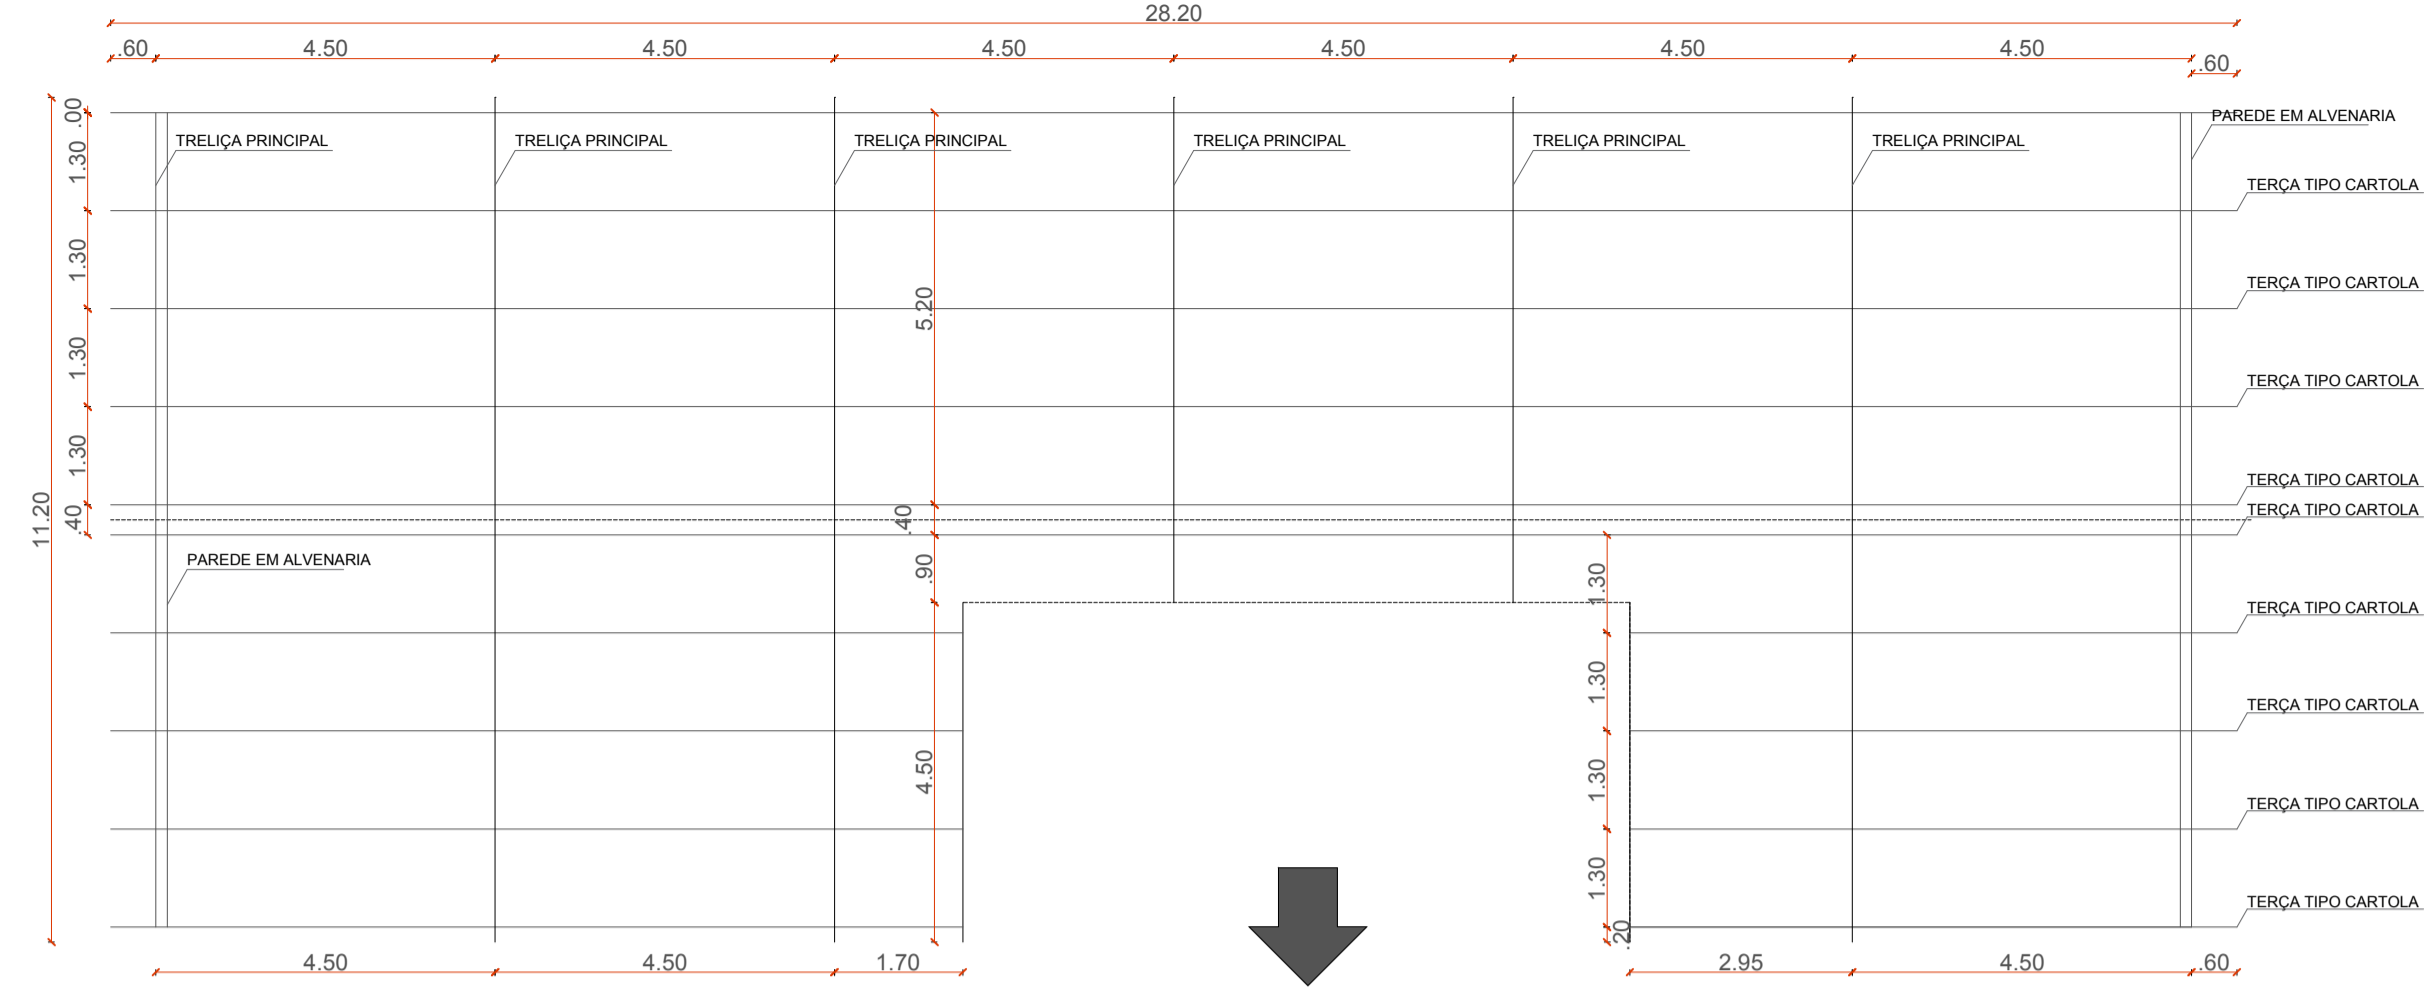 28.20
.60 4.50 4.50 4.50 4.50 4.50 4.50 .60
.00
PAREDE EM ALVENARIA
TRELIÇA PRINCIPAL TRELIÇA PRINCIPAL TRELIÇA PRINCIPAL TRELIÇA PRINCIPAL TRELIÇA PRINCIPAL TRELIÇA PRINCIPAL
1.30
TERÇA TIPO CARTOLA
1.30
TERÇA TIPO CARTOLA
5.20
1.30
TERÇA TIPO CARTOLA
1.30
TERÇA TIPO CARTOLA
11.20 .40 .40
TERÇA TIPO CARTOLA
PAREDE EM ALVENARIA
.90 1.30
TERÇA TIPO CARTOLA
1.30
TERÇA TIPO CARTOLA
4.50 1.30
TERÇA TIPO CARTOLA
1.30
TERÇA TIPO CARTOLA
.20
4.50 4.50 1.70 2.95 4.50 .60